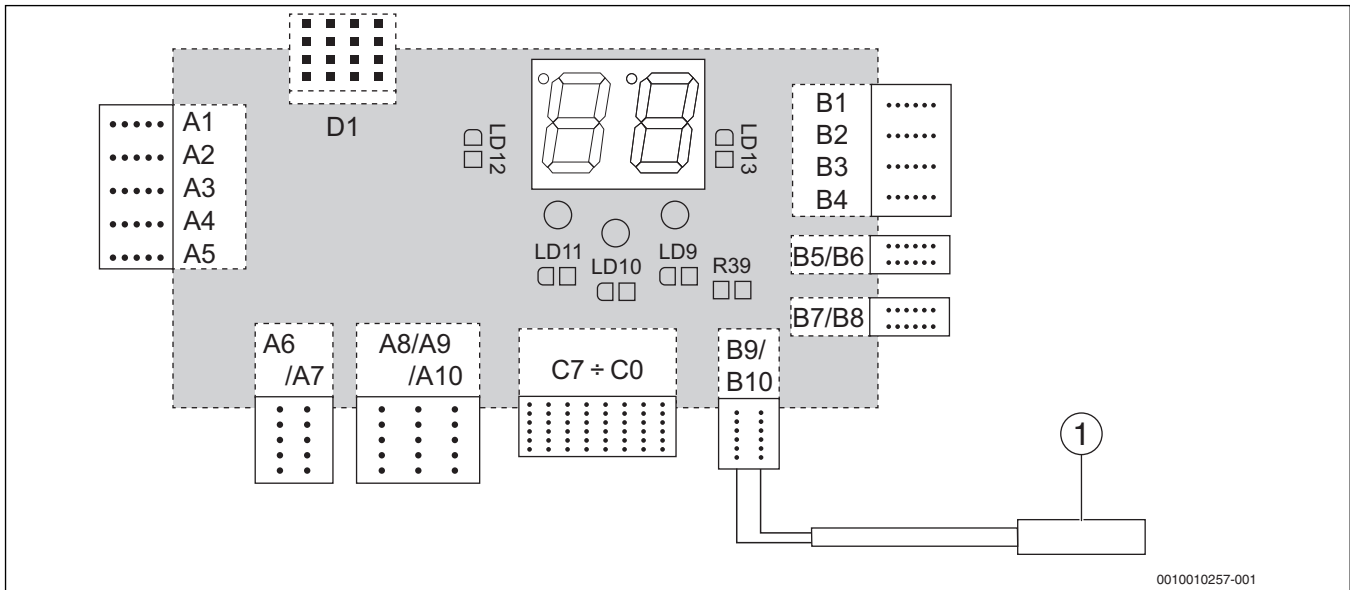 D1
A1
A2
A3
A4
A5
LD12
LD13
B1
B2
B3
B4
LD11
LD10
LD9
R39
B5/B6
B7/B8
A6
/A7
A8/A9
/A10
C7 ÷ C0
B9/
B10
1
0010010257-001